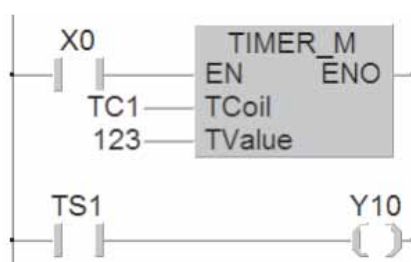 X0 TIMER_M
EN ENO
TC1 TCoil
123 TValue
TS1 Y10